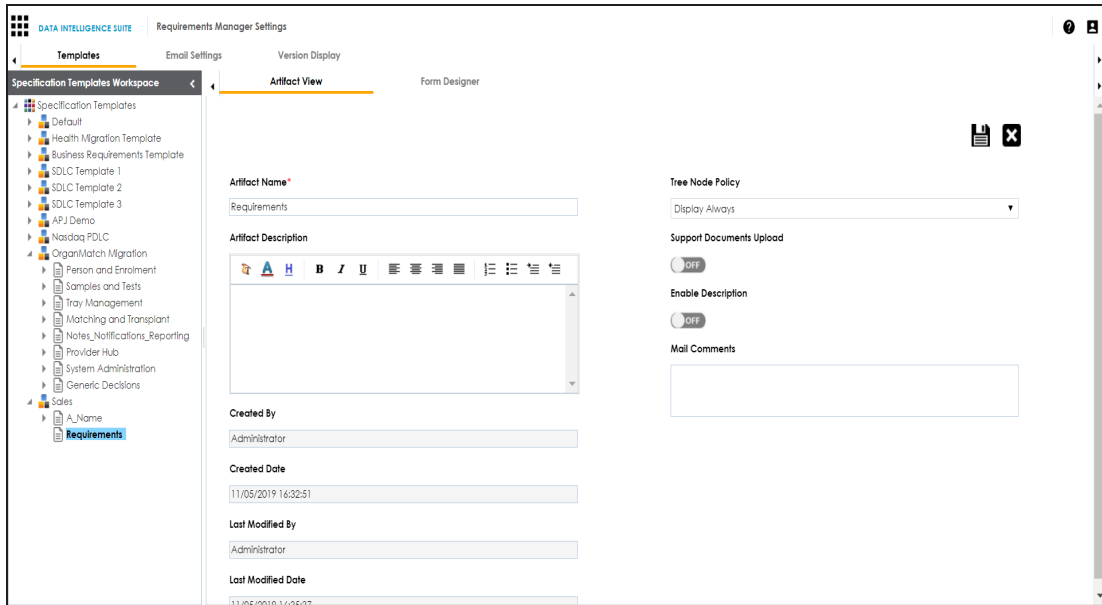 DATA INTELLIGENCE SUITE Requirements Manager Settings
Templates Email Settings Version Display
Specification Templates Workspace
Artifact View Form Designer
Specification Templates
Default
Health Migration Template
Business Requirements Template
SDLC Template 1
SDLC Template 2
SDLC Template 3
APJ Demo
Nasdaq PDLC
OrganMatch Migration
Person and Enrolment
Samples and Tests
Tray Management
Matching and Transplant
Notes_Notifications_Reporting
Provider Hub
System Administration
Generic Decisions
Sales
A_Name
Requirements
Artifact Name*
Requirements
Artifact Description
A H B I U
Created By
Administrator
Created Date
11/05/2019 16:32:51
Last Modified By
Administrator
Last Modified Date
Tree Node Policy
Display Always
Support Documents Upload
OFF
Enable Description
OFF
Mail Comments